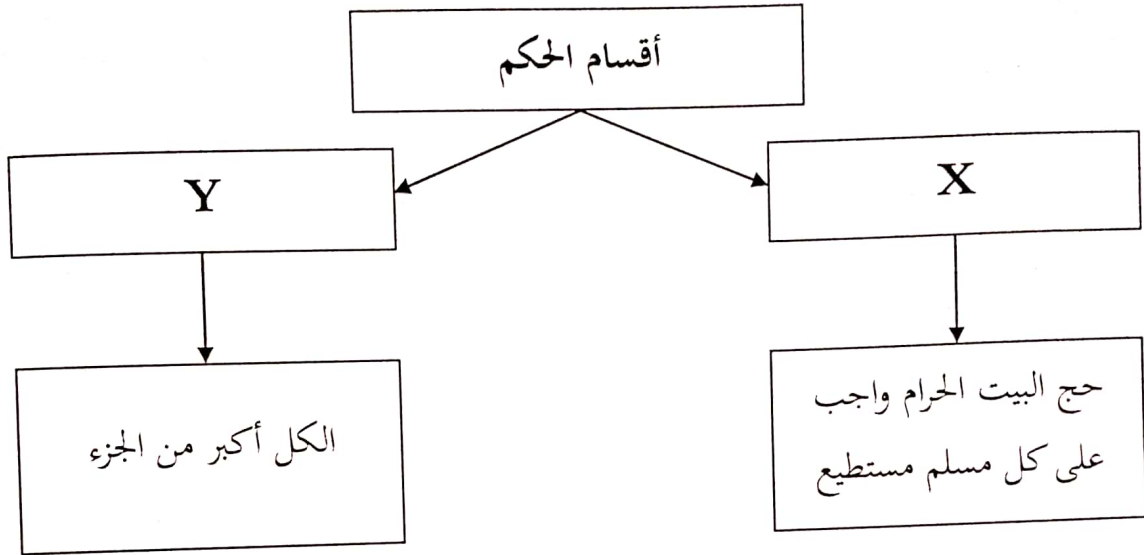 أقسام الحكم
X
Y
حج البيت الحرام واجب
على كل مسلم مستطيع
الكل أكبر من الجزء